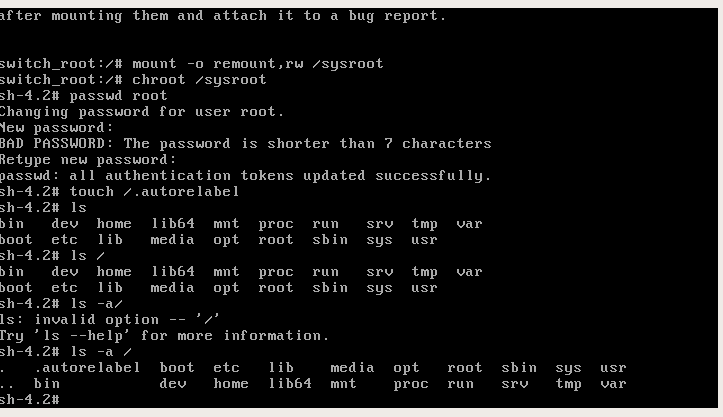 after mounting them and attach it to a bug report.
switch_root:/# mount -o remount,rw /sysroot
switch_root:/# chroot /sysroot
sh-4.2# passwd root
Changing password for user root.
New password:
BAD PASSWORD: The password is shorter than 7 characters
Retype new password:
passwd: all authentication tokens updated successfully.
sh-4.2# touch /.autorelabel
sh-4.2# ls
bin   dev  home  lib64  mnt  proc  run   srv  tmp  var
boot  etc  lib   media  opt  root  sbin  sys  usr
sh-4.2# ls /
bin   dev  home  lib64  mnt  proc  run   srv  tmp  var
boot  etc  lib   media  opt  root  sbin  sys  usr
sh-4.2# ls -a/
ls: invalid option -- '/'
Try 'ls --help' for more information.
sh-4.2# ls -a /
.   .autorelabel  boot  etc   lib    media  opt   root  sbin  sys  usr
..  bin           dev   home  lib64  mnt    proc  run   srv   tmp  var
sh-4.2#